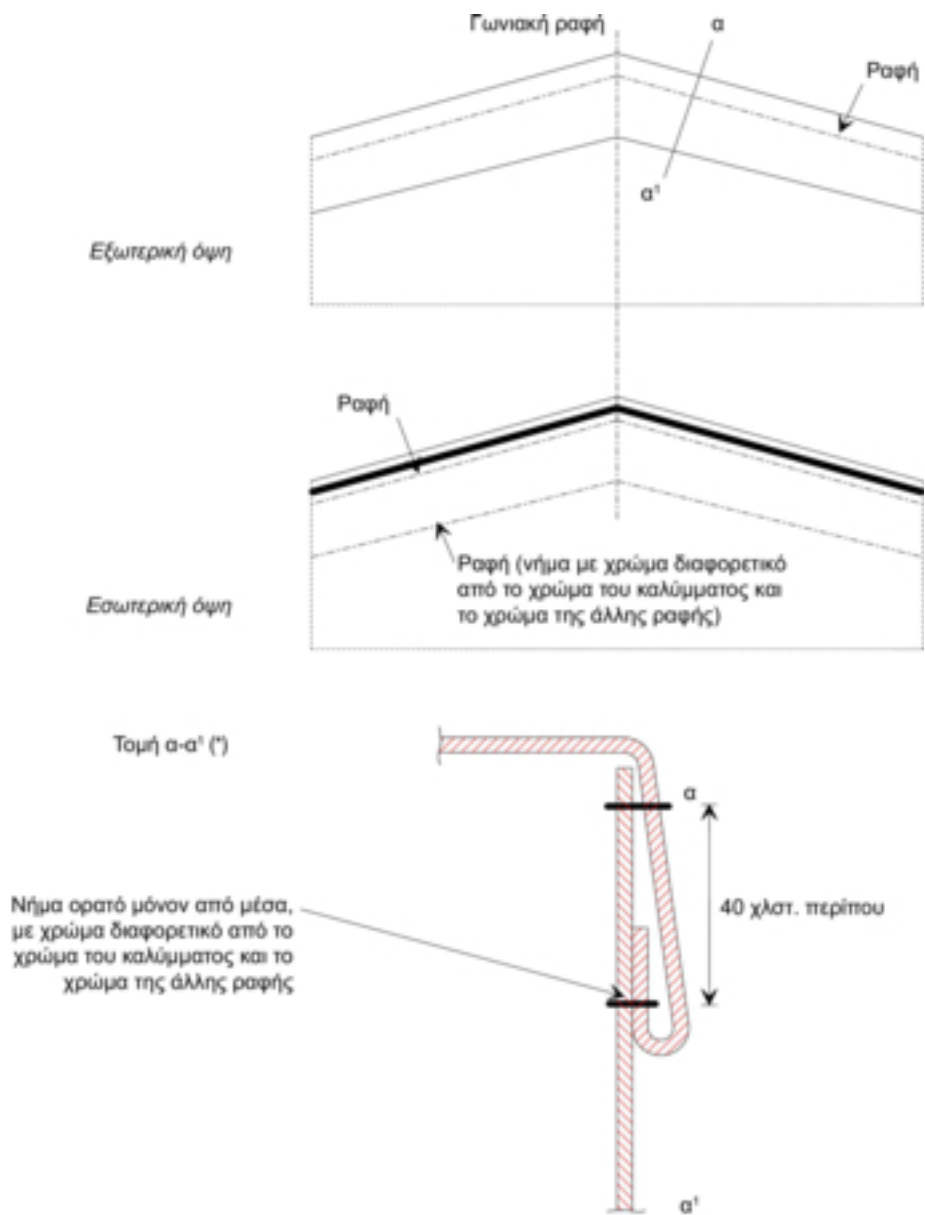 Γωνιακή ραφή
α
Ραφή
α¹
Εξωτερική όψη
Ραφή
Ραφή (νήμα με χρώμα διαφορετικό
από το χρώμα του καλύμματος και
το χρώμα της άλλης ραφής)
Εσωτερική όψη
Τομή α-α¹ (*)
α
Νήμα ορατό μόνον από μέσα,
με χρώμα διαφορετικό από το
χρώμα του καλύμματος και το
χρώμα της άλλης ραφής
40 χλστ. περίπου
α¹